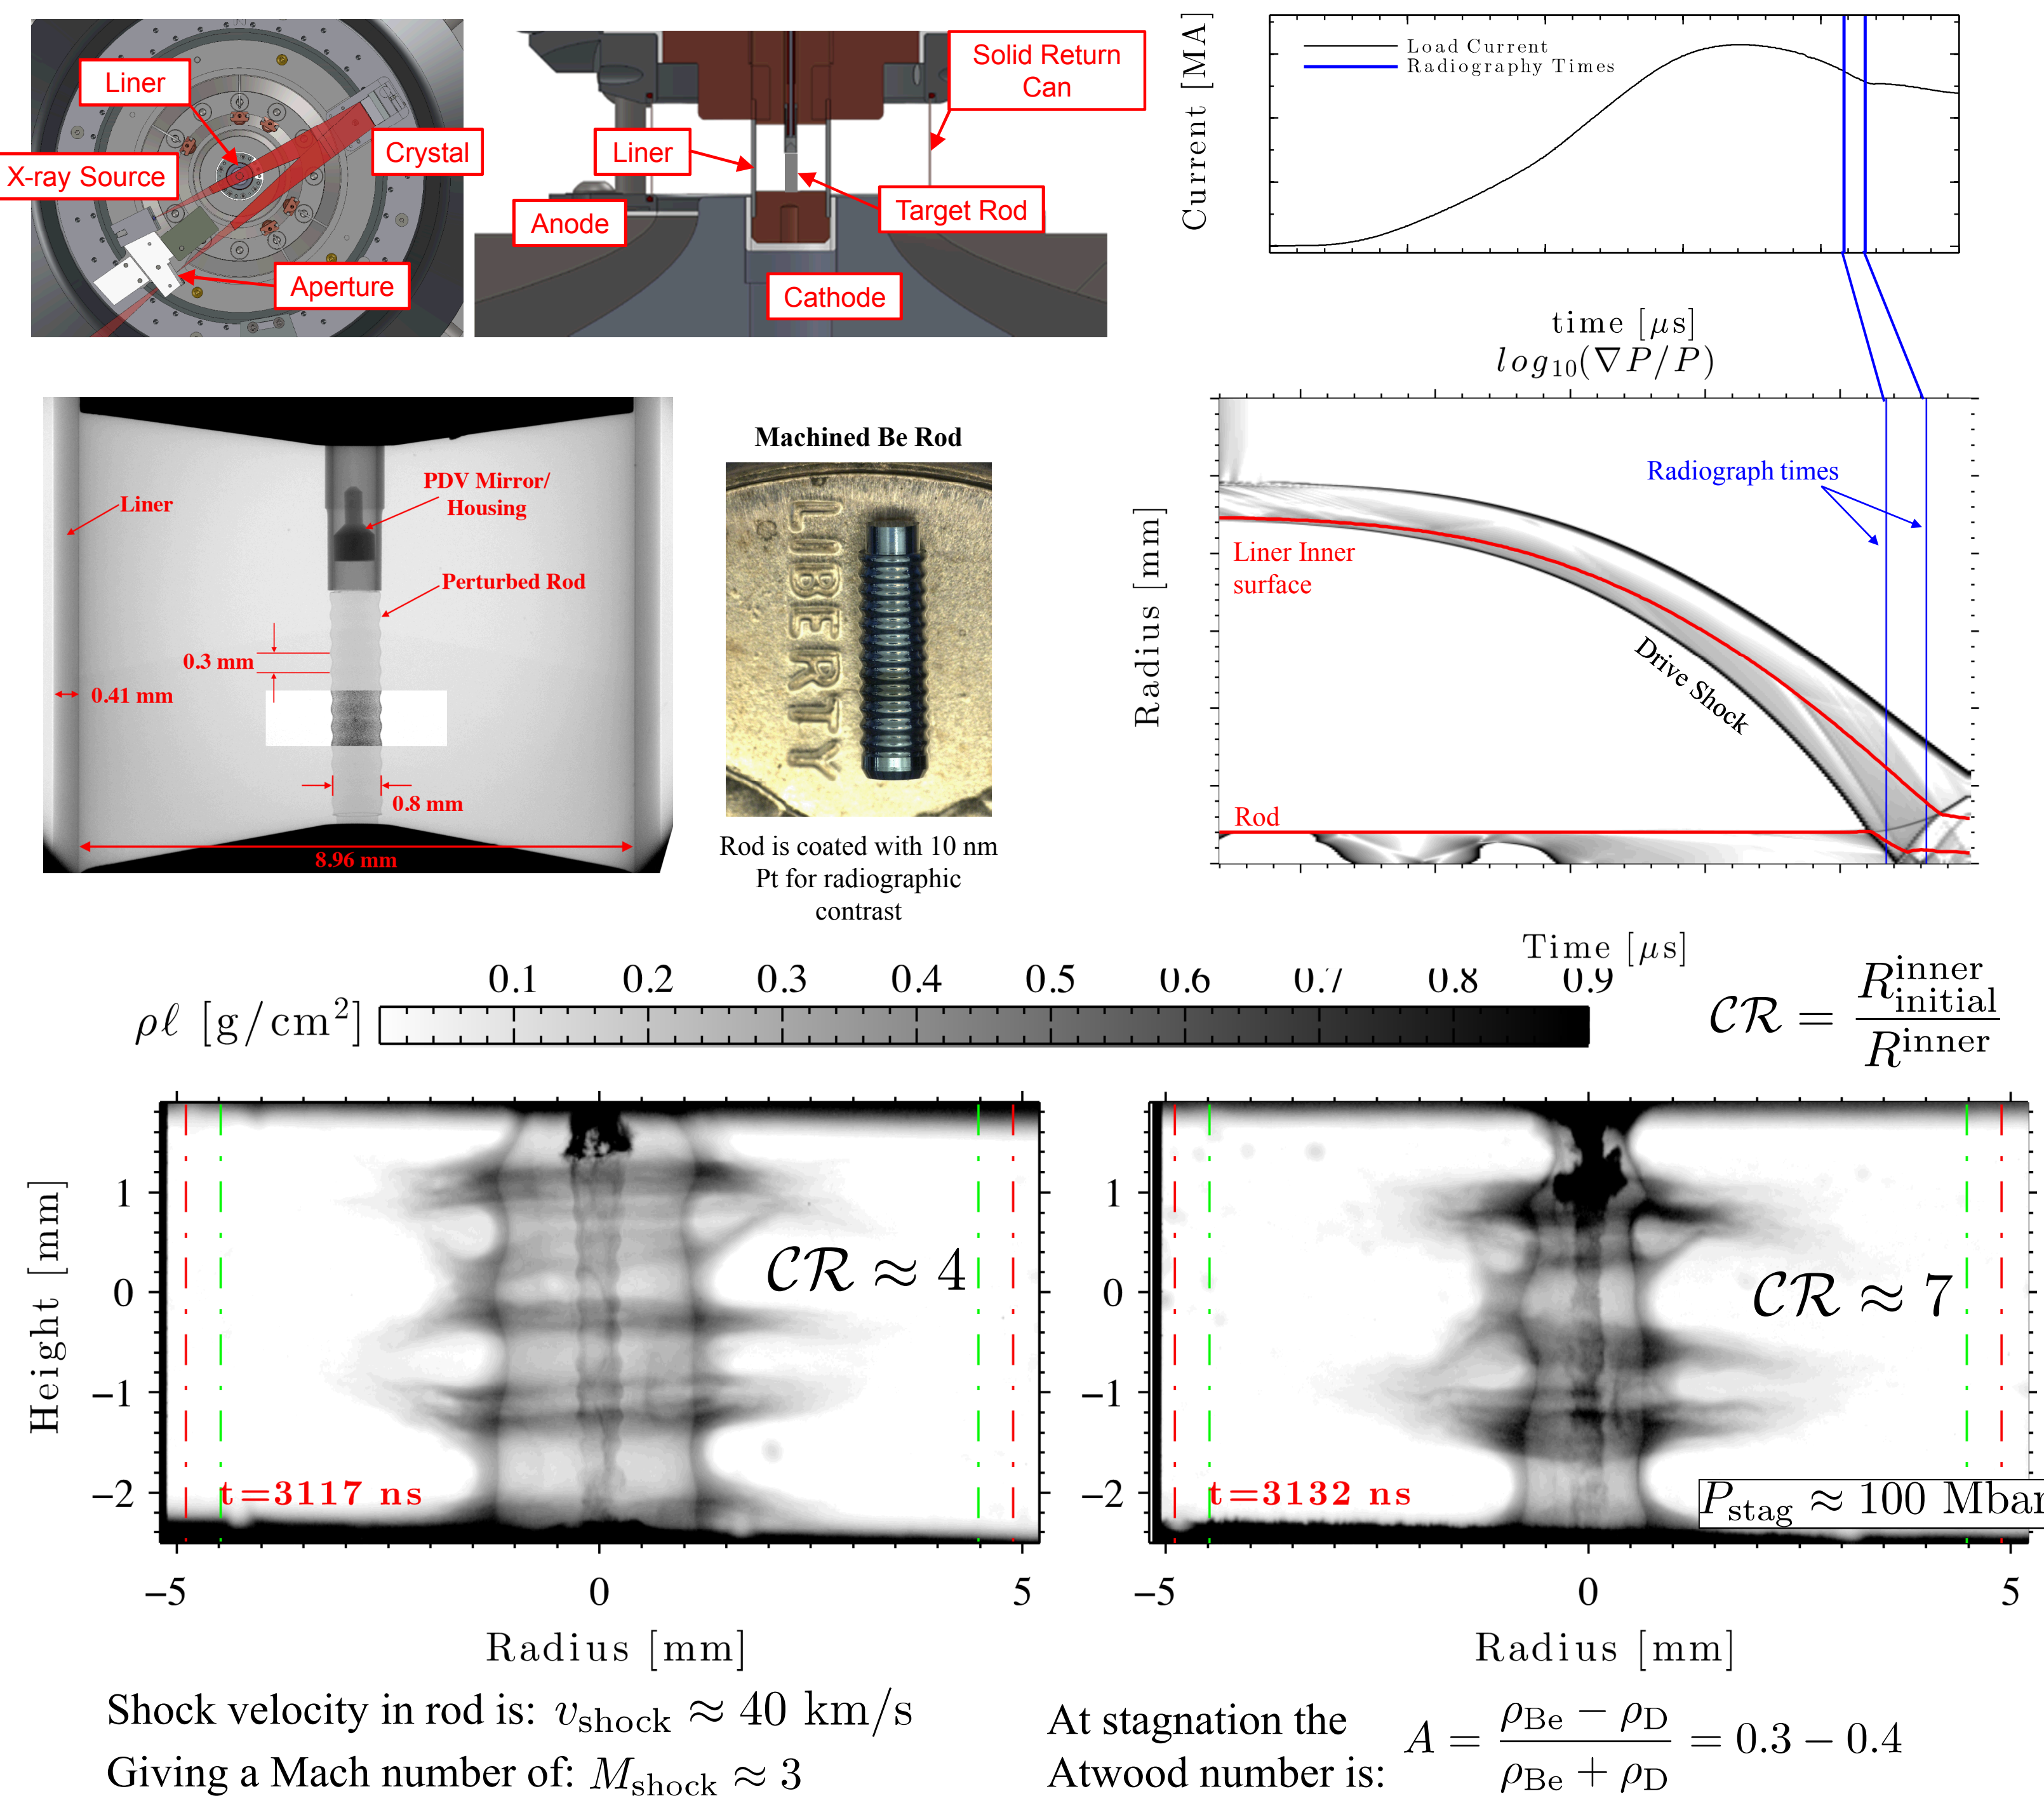 Liner
X-ray Source
Crystal
Aperture
Solid Return
Can
Liner
Anode
Target Rod
Cathode
Current [MA]
Load Current
Radiography Times
time [μs]
log₁₀(∇P/P)
Liner
PDV Mirror/
Housing
Perturbed Rod
0.3 mm
0.41 mm
0.8 mm
8.96 mm
Machined Be Rod
LIBERTY
Rod is coated with 10 nm
Pt for radiographic
contrast
Radius [mm]
Radiograph times
Liner Inner
surface
Drive Shock
Rod
Time [μs]
0.1 0.2 0.3 0.4 0.5 0.6 0.7 0.8 0.9
ρℓ [g/cm²]
CR = R^inner_initial / R^inner
Height [mm]
1
0
−1
−2
CR ≈ 4
t=3117 ns
−5 0 5
Radius [mm]
1
0
−1
−2
CR ≈ 7
t=3132 ns
P_stag ≈ 100 Mbar
−5 0 5
Radius [mm]
Shock velocity in rod is: v_shock ≈ 40 km/s
Giving a Mach number of: M_shock ≈ 3
At stagnation the
Atwood number is:
A = (ρ_Be − ρ_D) / (ρ_Be + ρ_D) = 0.3 − 0.4